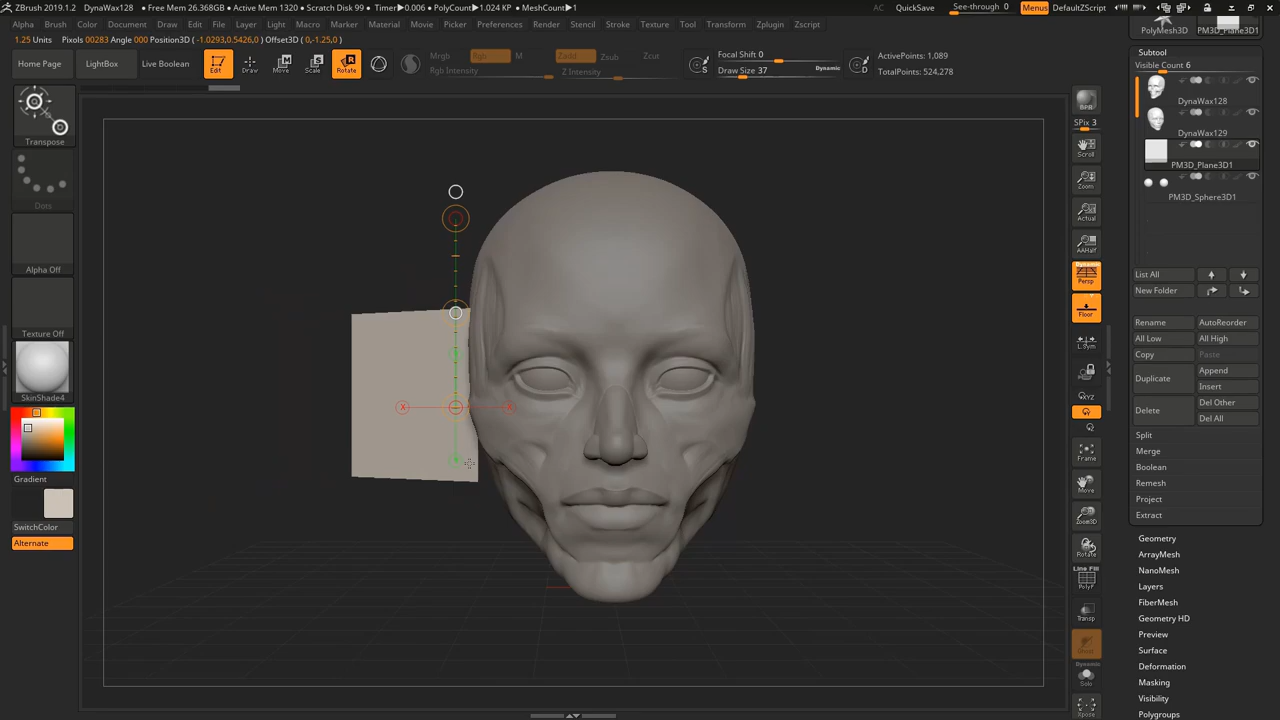 ZBrush 2019.1.2 DynaWax128 ● Free Mem 26.368GB ● Active Mem 1320 ● Scratch Disk 99 ● Timer▶0.006 ● PolyCount▶1.024 KP ● MeshCount▶1
AC QuickSave See-through 0 Menus DefaultZScript
Alpha Brush Color Document Draw Edit File Layer Light Macro Marker Material Movie Picker Preferences Render Stencil Stroke Texture Tool Transform Zplugin Zscript
1.25 Units Pixols 00283 Angle 000 Position3D (-1.0293,0.5426,0) Offset3D (0,-1.25,0)
Home Page LightBox Live Boolean
Edit Draw Move Scale Rotate
Mrgb Rgb M
Rgb Intensity
Zadd Zsub Zcut
Z Intensity
S
Focal Shift 0
Draw Size 37 Dynamic
D
ActivePoints: 1,089
TotalPoints: 524,278
Transpose
Dots
Alpha Off
Texture Off
SkinShade4
Gradient
SwitchColor
Alternate
X X
BPR
SPix 3
Scroll
Zoom
Actual
AAHalf
Dynamic
Persp
Floor
L.Sym
Frame
Move
Zoom3D
Rotate
Line Fill
PolyF
Transp
Ghost
Dynamic
Solo
Xpose
PolyMesh3D PM3D_Plane3D1
Subtool
Visible Count 6
DynaWax128
DynaWax129
PM3D_Plane3D1
PM3D_Sphere3D1
List All
New Folder
Rename AutoReorder
All Low All High
Copy Paste
Duplicate Append
Insert
Delete Del Other
Del All
Split
Merge
Boolean
Remesh
Project
Extract
Geometry
ArrayMesh
NanoMesh
Layers
FiberMesh
Geometry HD
Preview
Surface
Deformation
Masking
Visibility
Polygroups